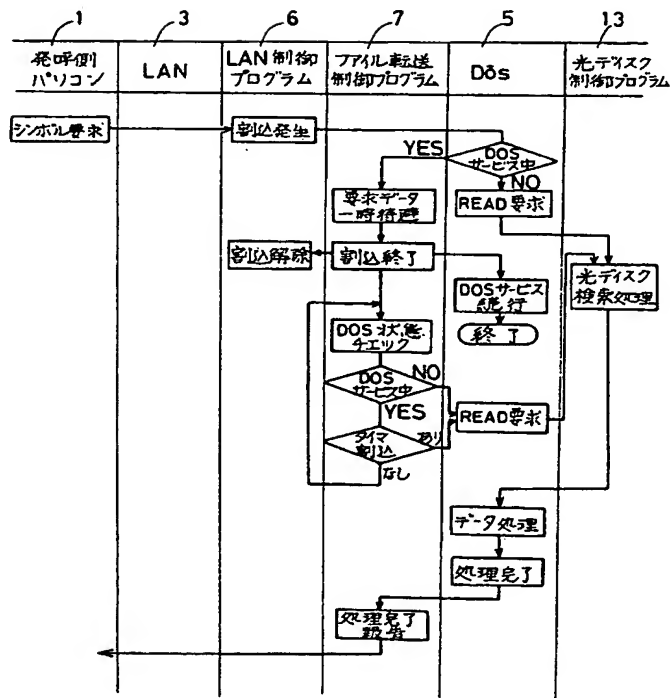 1
3
6
7
5
13
発呼側
パソコン
LAN
LAN制御
プログラム
ファイル転送
制御プログラム
Dos
光ディスク
制御プログラム
シンボル要求
割込発生
DOS
サービス中
YES
NO
要求データ
一時待避
READ要求
割込解除
割込終了
光ディスク
検索処理
DOSサービス
続行
終了
DOS状態
チェック
DOS
サービス中
NO
YES
READ要求
タイマ
割込
あり
なし
データ処理
処理完了
処理完了
報告